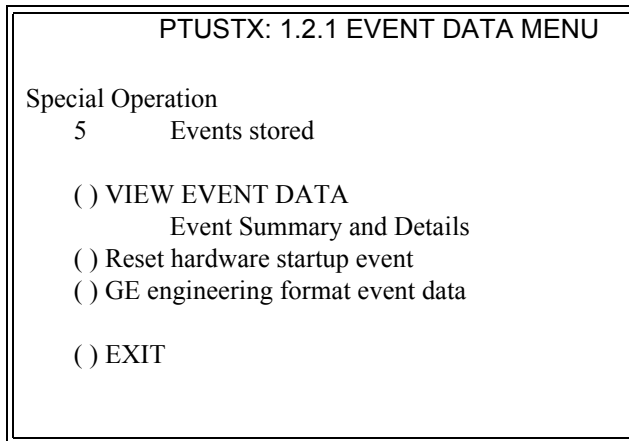 PTUSTX: 1.2.1 EVENT DATA MENU
Special Operation
5 Events stored
( ) VIEW EVENT DATA
Event Summary and Details
( ) Reset hardware startup event
( ) GE engineering format event data
( ) EXIT